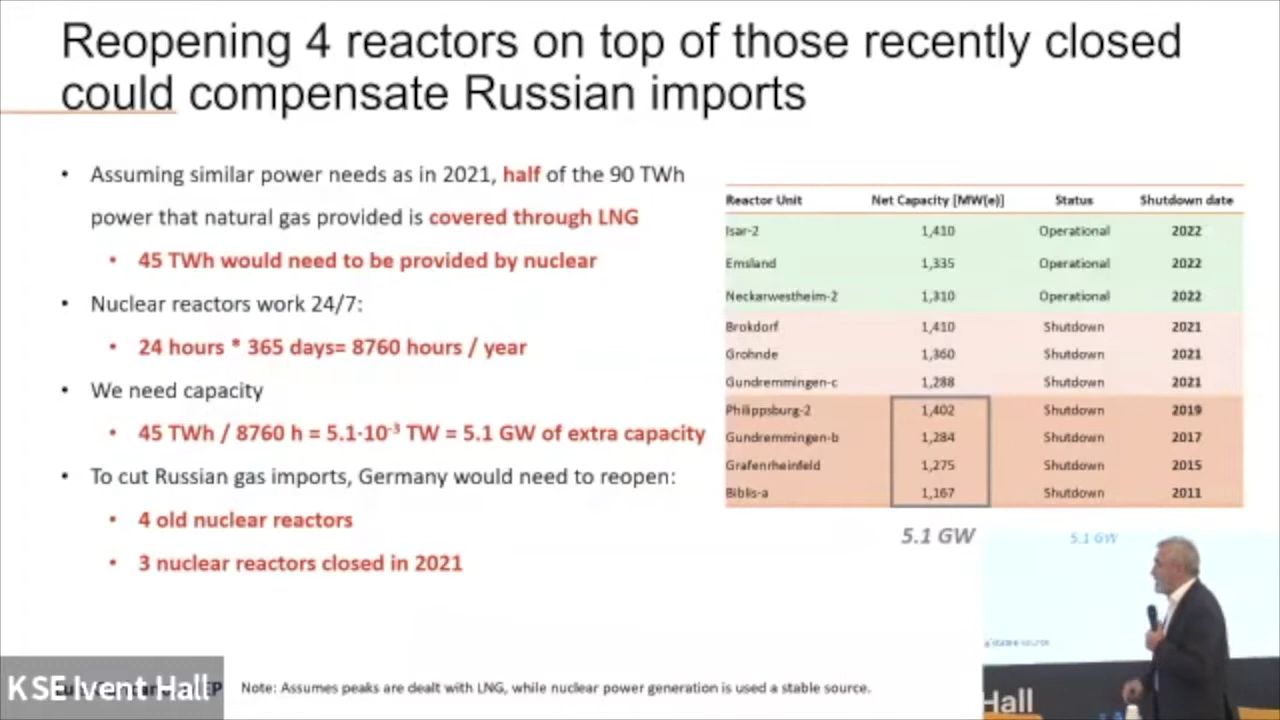 Reopening 4 reactors on top of those recently closed
could compensate Russian imports
• Assuming similar power needs as in 2021, half of the 90 TWh
power that natural gas provided is covered through LNG
• 45 TWh would need to be provided by nuclear
• Nuclear reactors work 24/7:
• 24 hours * 365 days= 8760 hours / year
• We need capacity
• 45 TWh / 8760 h = 5.1·10⁻³ TW = 5.1 GW of extra capacity
• To cut Russian gas imports, Germany would need to reopen:
• 4 old nuclear reactors
• 3 nuclear reactors closed in 2021
Reactor Unit Net Capacity [MW(e)] Status Shutdown date
Isar-2 1,410 Operational 2022
Emsland 1,335 Operational 2022
Neckarwestheim-2 1,310 Operational 2022
Brokdorf 1,410 Shutdown 2021
Grohnde 1,360 Shutdown 2021
Gundremmingen-c 1,288 Shutdown 2021
Philippsburg-2 1,402 Shutdown 2019
Gundremmingen-b 1,284 Shutdown 2017
Grafenrheinfeld 1,275 Shutdown 2015
Biblis-a 1,167 Shutdown 2011
5.1 GW
5.1 GW
Note: Assumes peaks are dealt with LNG, while nuclear power generation is used a stable source.
KSE Ivent Hall
Hall